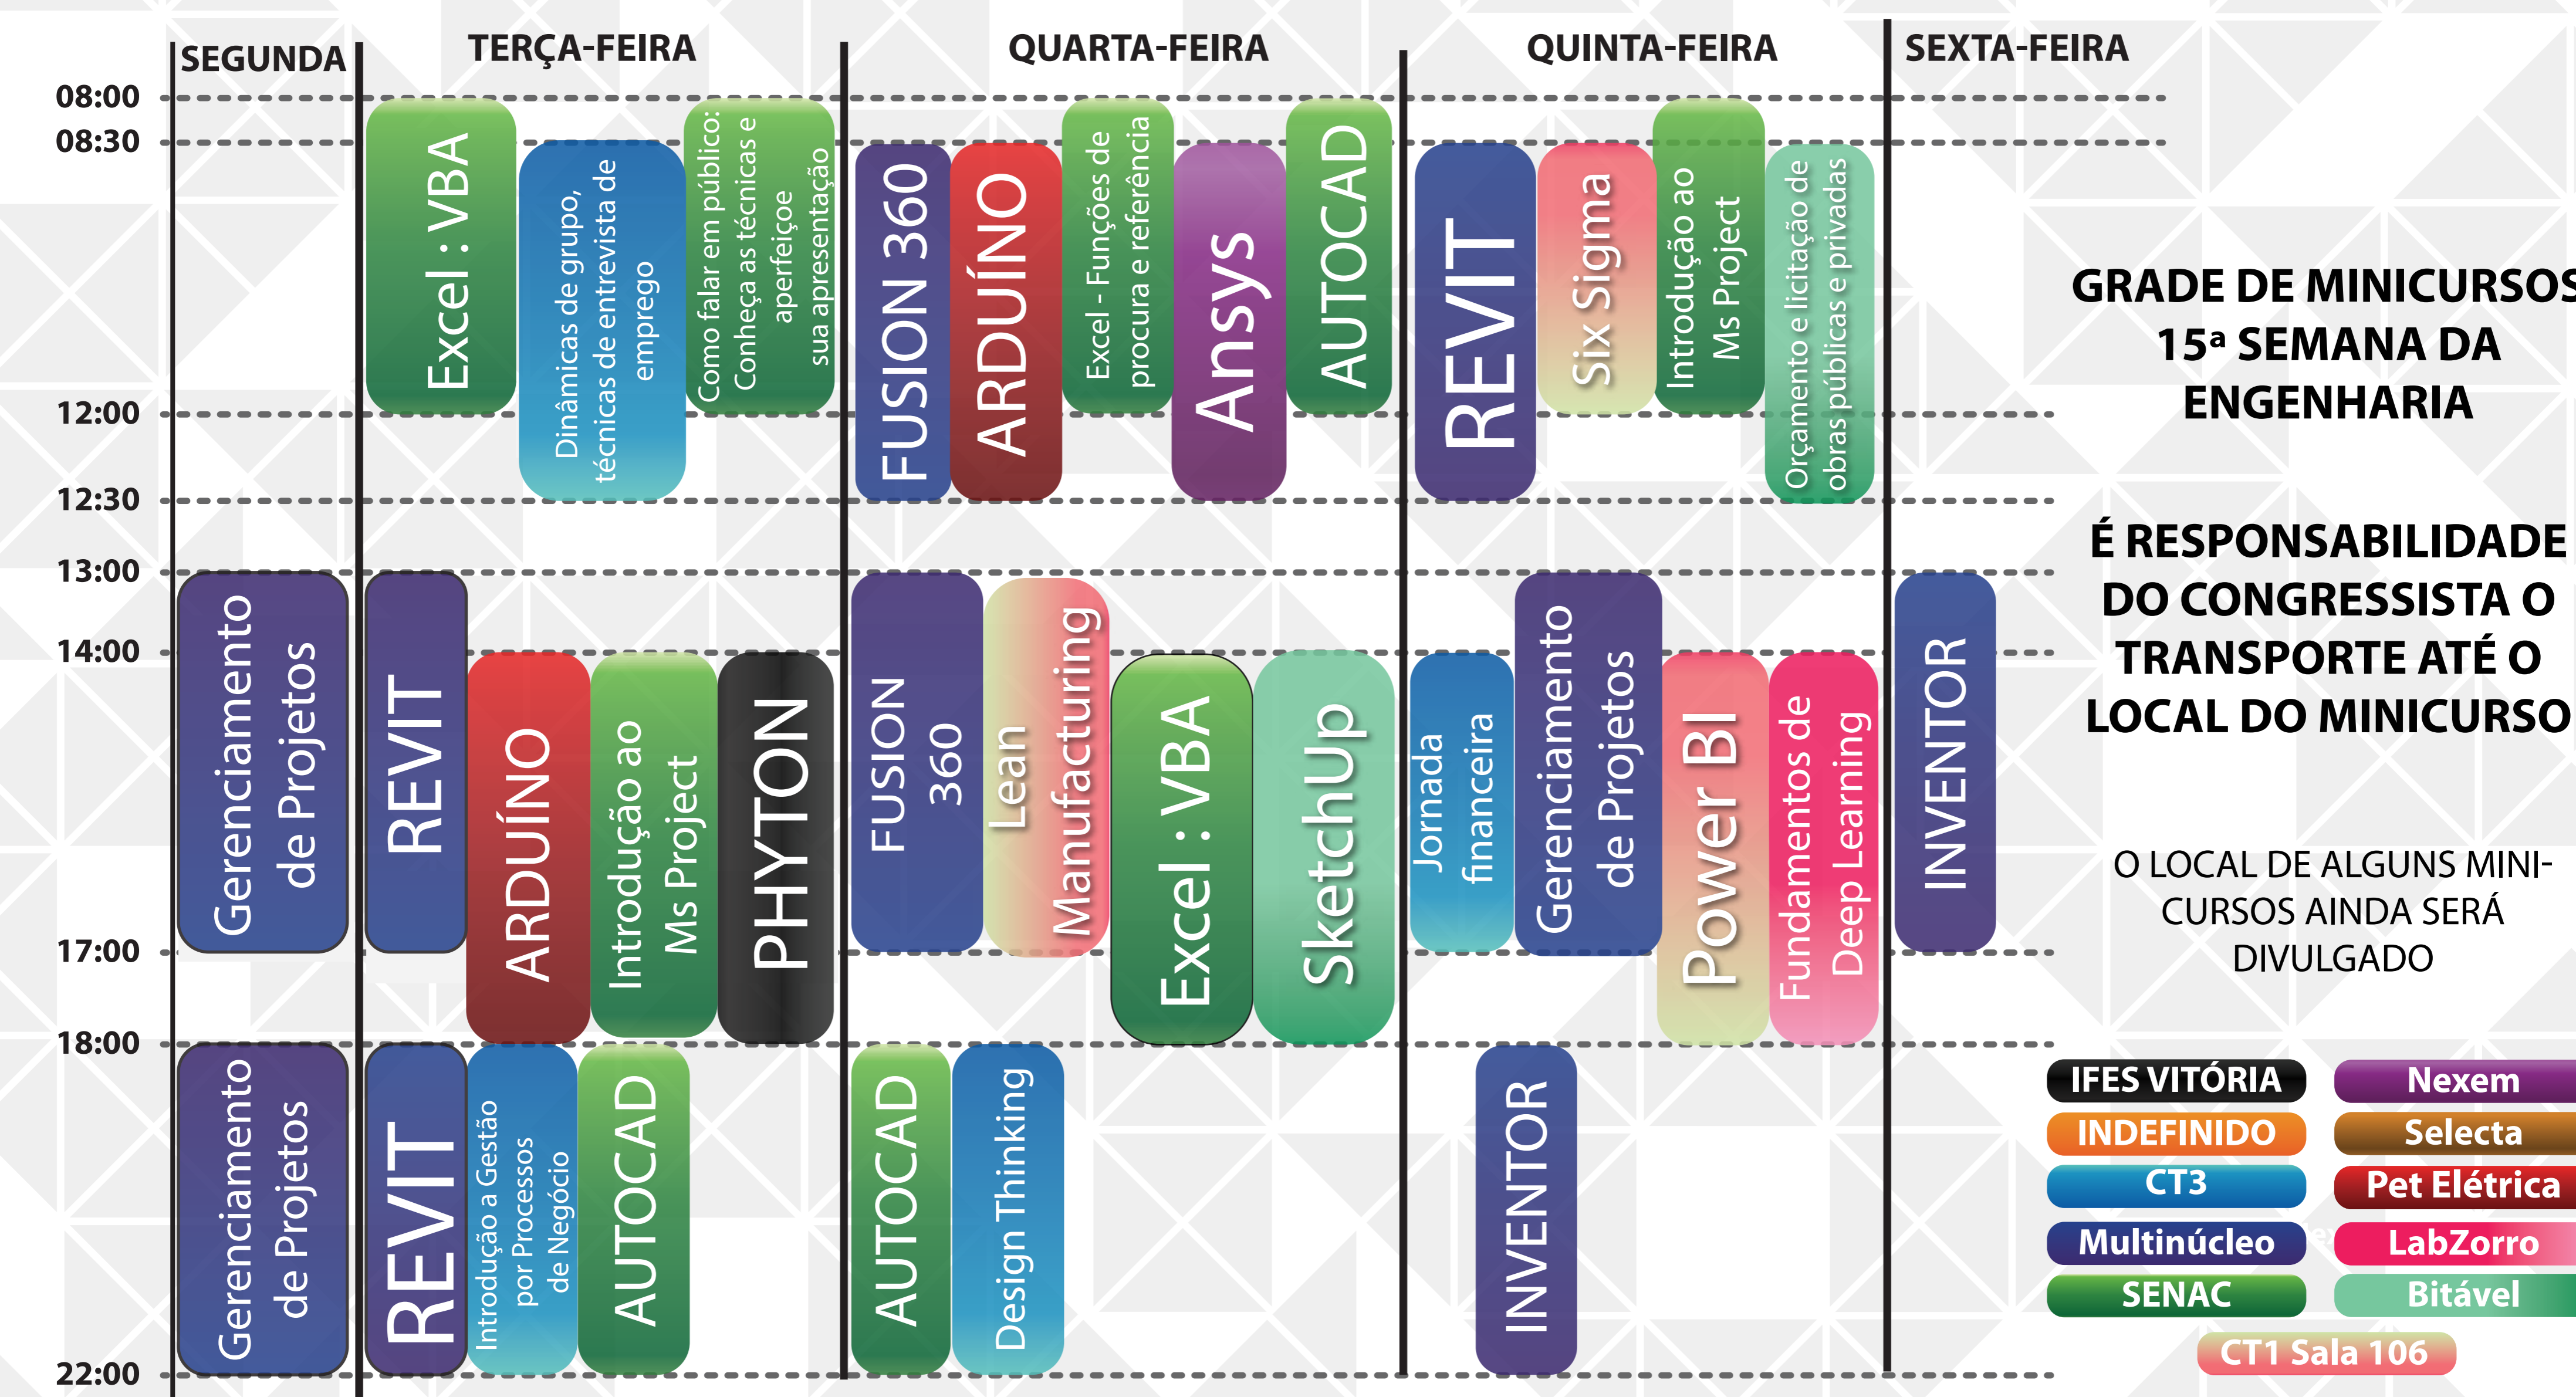 SEGUNDA
TERÇA-FEIRA
QUARTA-FEIRA
QUINTA-FEIRA
SEXTA-FEIRA
08:00
08:30
12:00
12:30
13:00
14:00
17:00
18:00
22:00
Gerenciamento
de Projetos
Gerenciamento
de Projetos
Excel : VBA
Dinâmicas de grupo,
técnicas de entrevista de
emprego
Como falar em público:
Conheça as técnicas e
aperfeiçoe
sua apresentação
REVIT
ARDUÍNO
Introdução ao
Ms Project
PHYTON
REVIT
Introdução a Gestão
por Processos
de Negócio
AUTOCAD
FUSION 360
ARDUÍNO
Excel - Funções de
procura e referência
Ansys
AUTOCAD
FUSION
360
Lean
Manufacturing
Excel : VBA
SketchUp
AUTOCAD
Design Thinking
REVIT
Six Sigma
Introdução ao
Ms Project
Orçamento e licitação de
obras públicas e privadas
Jornada
financeira
Gerenciamento
de Projetos
Power BI
Fundamentos de
Deep Learning
INVENTOR
INVENTOR
GRADE DE MINICURSOS
15ª SEMANA DA
ENGENHARIA
É RESPONSABILIDADE
DO CONGRESSISTA O
TRANSPORTE ATÉ O
LOCAL DO MINICURSO
O LOCAL DE ALGUNS MINI-
CURSOS AINDA SERÁ
DIVULGADO
IFES VITÓRIA
Nexem
INDEFINIDO
Selecta
CT3
Pet Elétrica
Multinúcleo
LabZorro
SENAC
Bitável
CT1 Sala 106